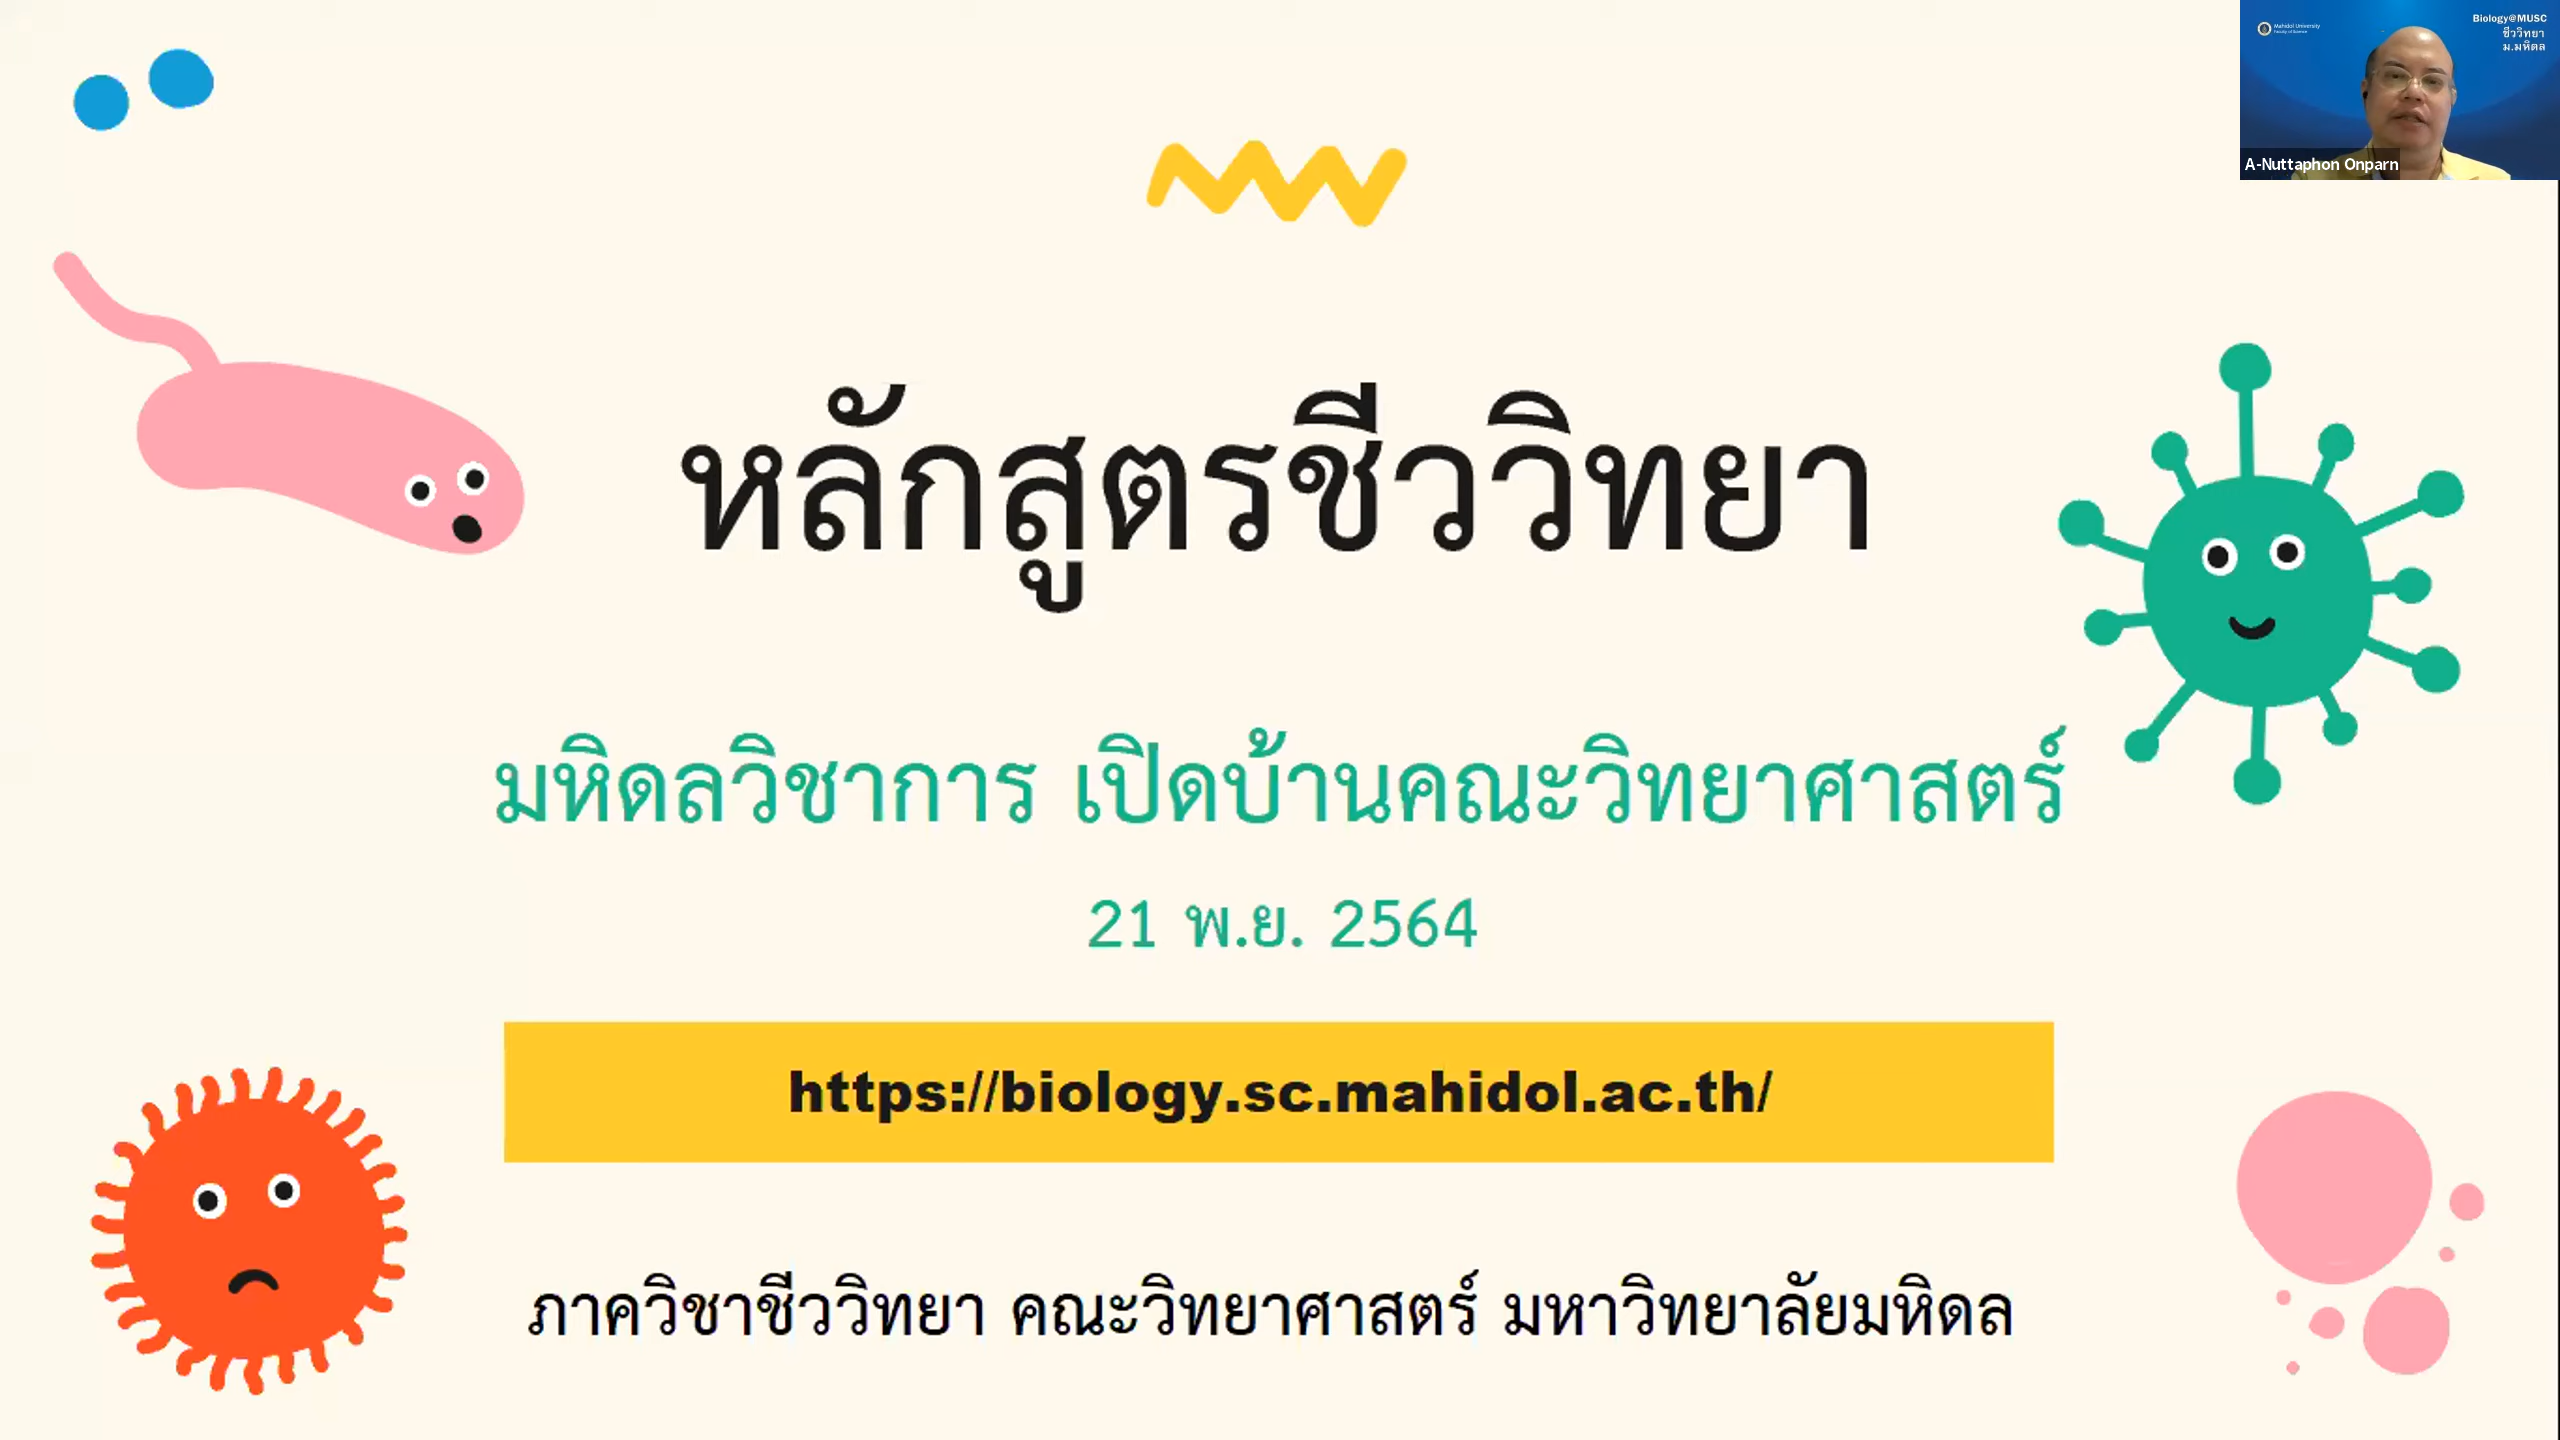 Mahidol University
Faculty of Science
Biology@MUSC
ชีววิทยา
ม.มหิดล
A-Nuttaphon Onparn
หลักสูตรชีววิทยา
มหิดลวิชาการ เปิดบ้านคณะวิทยาศาสตร์
21 พ.ย. 2564
https://biology.sc.mahidol.ac.th/
ภาควิชาชีววิทยา คณะวิทยาศาสตร์ มหาวิทยาลัยมหิดล